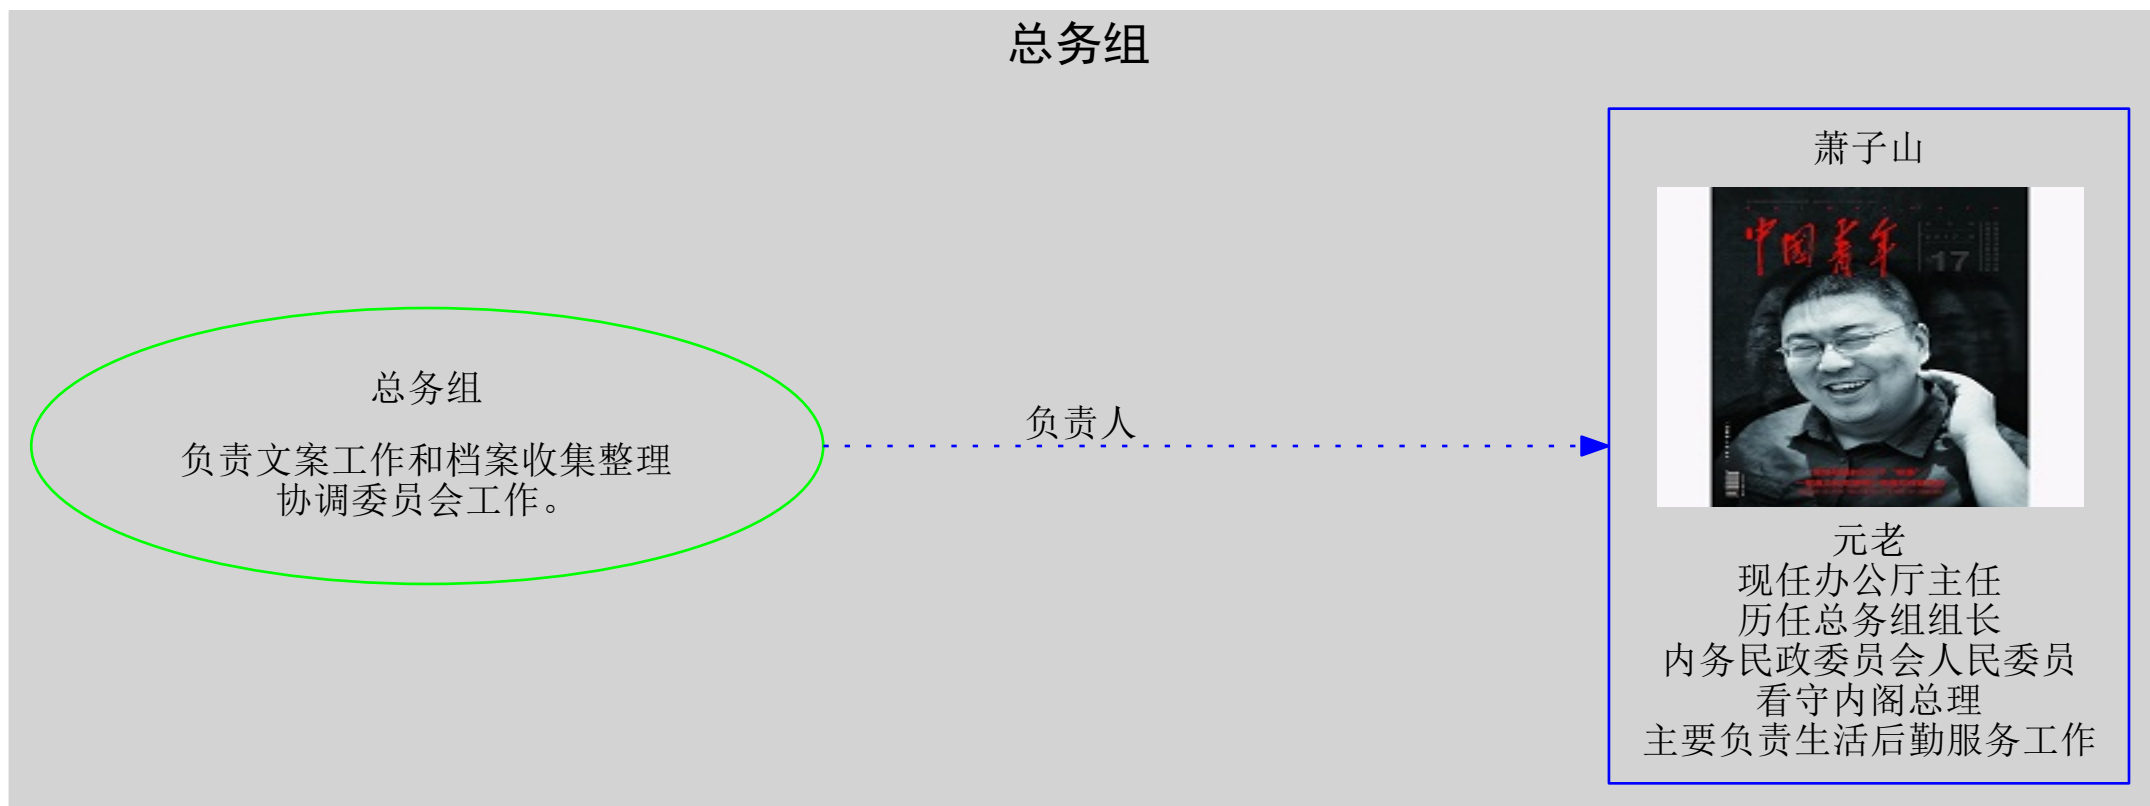 总务组
总务组
负责文案工作和档案收集整理
协调委员会工作。
负责人
萧子山
中国青年
17
元老
现任办公厅主任
历任总务组组长
内务民政委员会人民委员
看守内阁总理
主要负责生活后勤服务工作